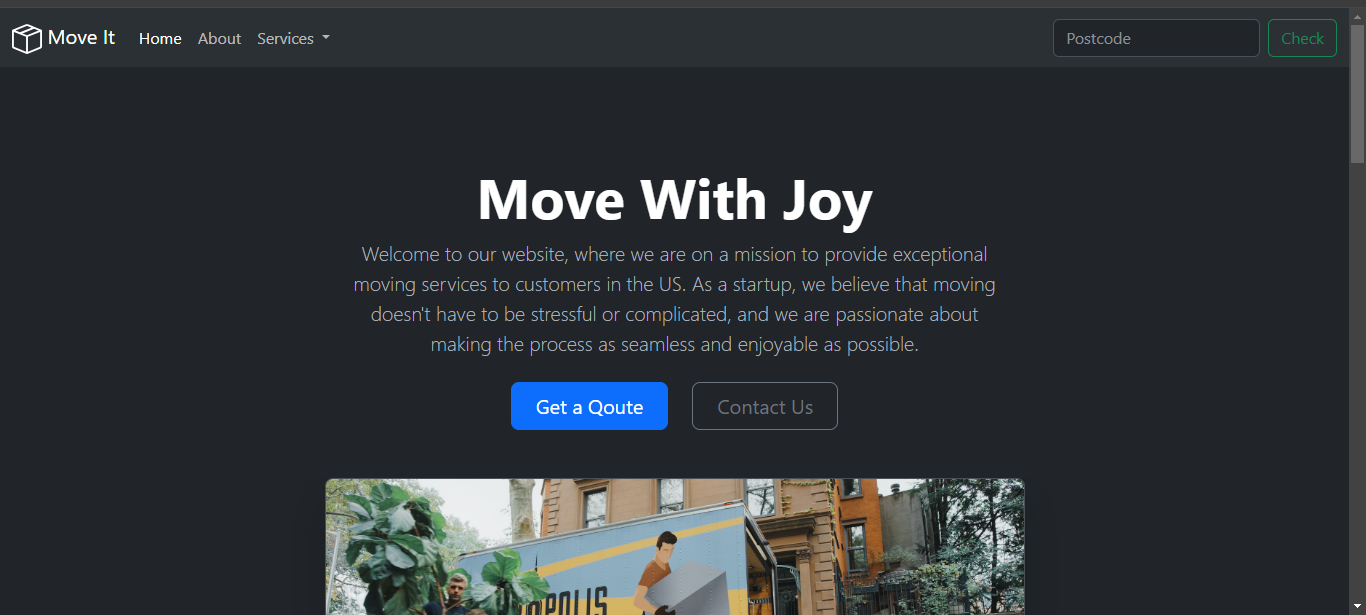 Move It
Home
About
Services
Postcode
Check
Move With Joy
Welcome to our website, where we are on a mission to provide exceptional
moving services to customers in the US. As a startup, we believe that moving
doesn't have to be stressful or complicated, and we are passionate about
making the process as seamless and enjoyable as possible.
Get a Qoute
Contact Us
OPOLIS